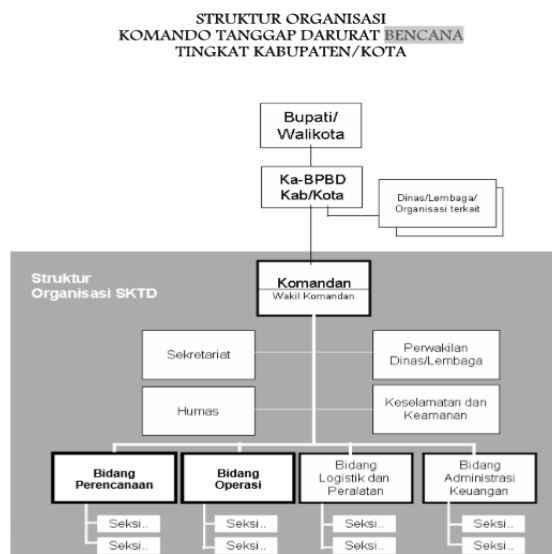 STRUKTUR ORGANISASI
KOMANDO TANGGAP DARURAT BENCANA
TINGKAT KABUPATEN/KOTA
Bupati/
Walikota
Ka-BPBD
Kab/Kota
Dinas/Lembaga/
Organisasi terkait
Struktur
Organisasi SKTD
Komandan
Wakil Komandan
Sekretariat
Perwakilan
Dinas/Lembaga
Humas
Keselamatan dan
Keamanan
Bidang
Perencanaan
Bidang
Operasi
Bidang
Logistik dan
Peralatan
Bidang
Administrasi
Keuangan
Seksi..
Seksi..
Seksi..
Seksi..
Seksi..
Seksi..
Seksi..
Seksi..